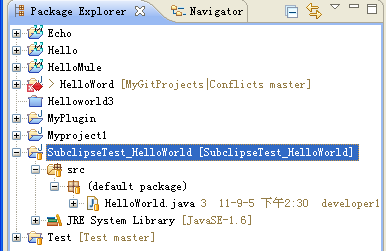 Package Explorer Navigator
Echo
Hello
HelloMule
> HelloWord [MyGitProjects|Conflicts master]
Helloworld3
MyPlugin
Myproject1
SubclipseTest_HelloWorld [SubclipseTest_HelloWorld]
src
(default package)
HelloWorld.java 3 11-9-5 下午2:30 developer1
JRE System Library [JavaSE-1.6]
Test [Test master]